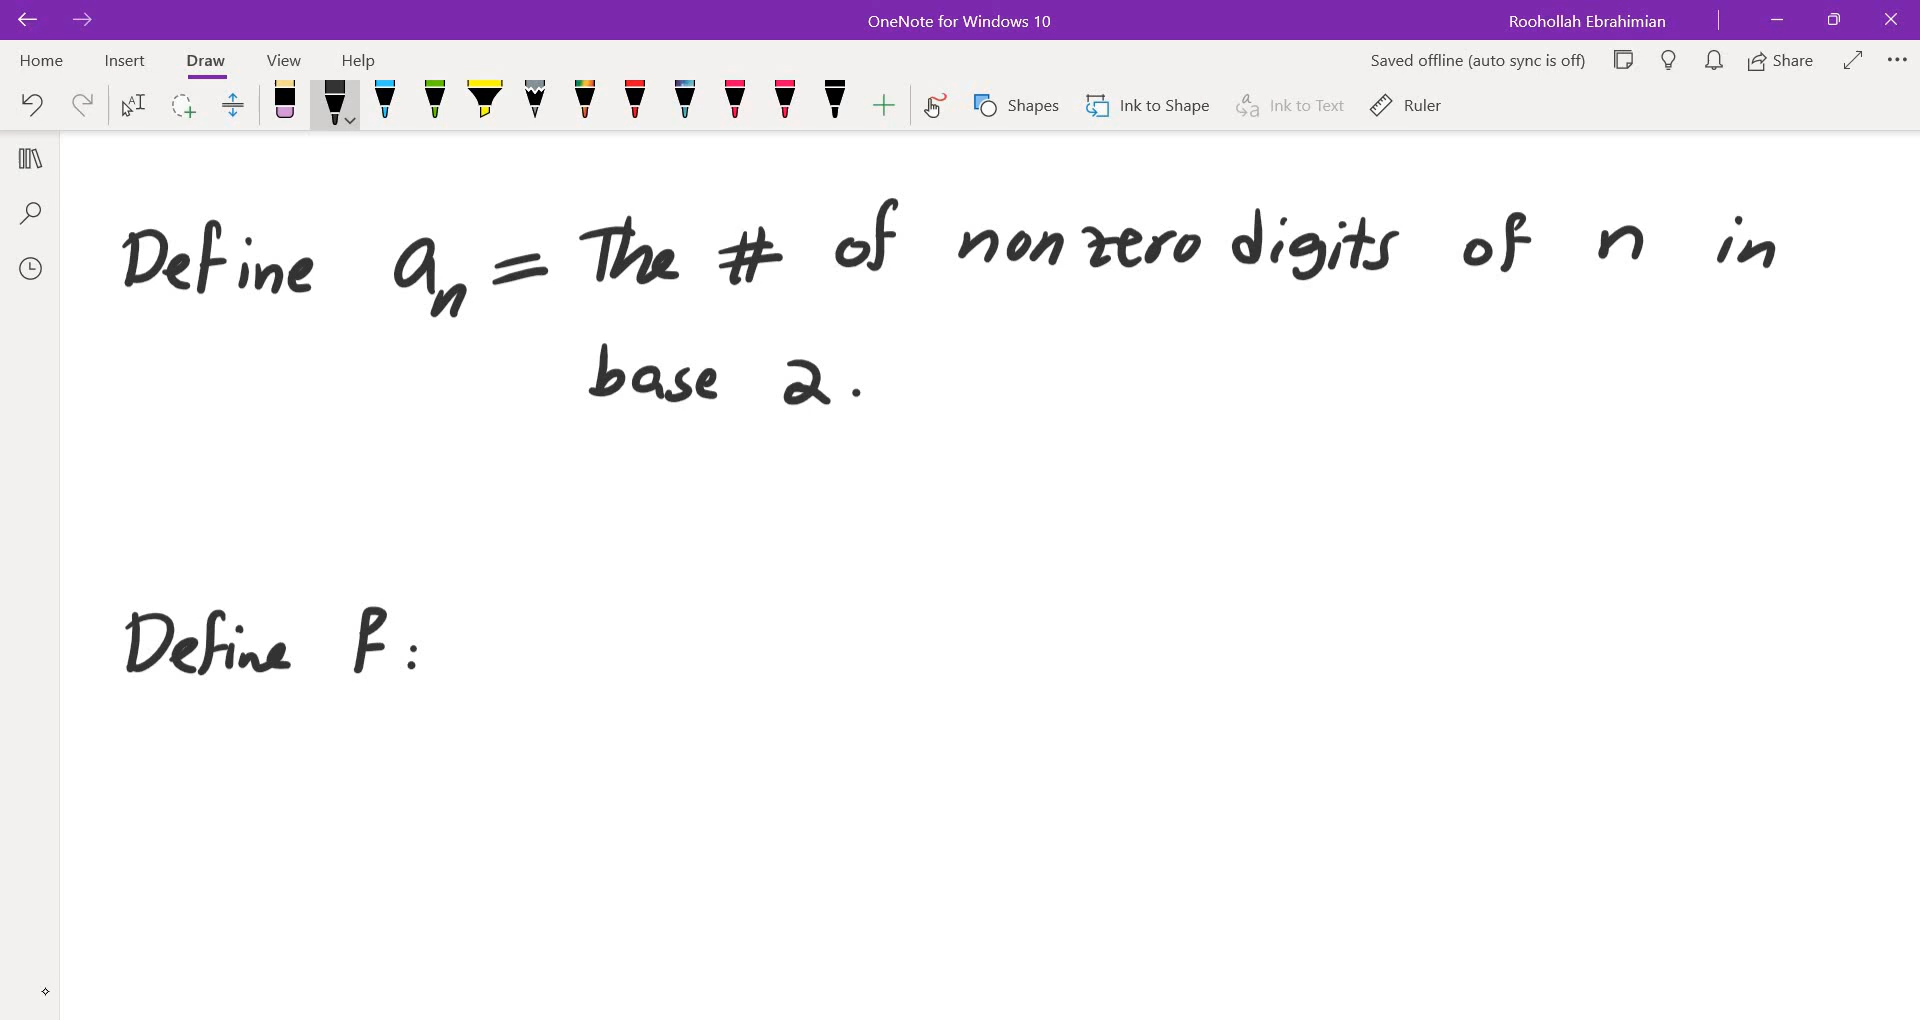 OneNote for Windows 10
Roohollah Ebrahimian
Home Insert Draw View Help
Saved offline (auto sync is off) Share
Shapes Ink to Shape Ink to Text Ruler
Define aₙ = The # of nonzero digits of n in
base 2.
Define f: